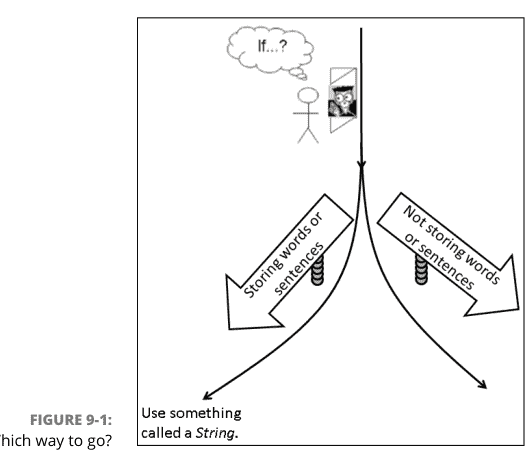 If...?
Storing words or
sentences
Not storing words
or sentences
Use something
called a String.
FIGURE 9-1:
hich way to go?